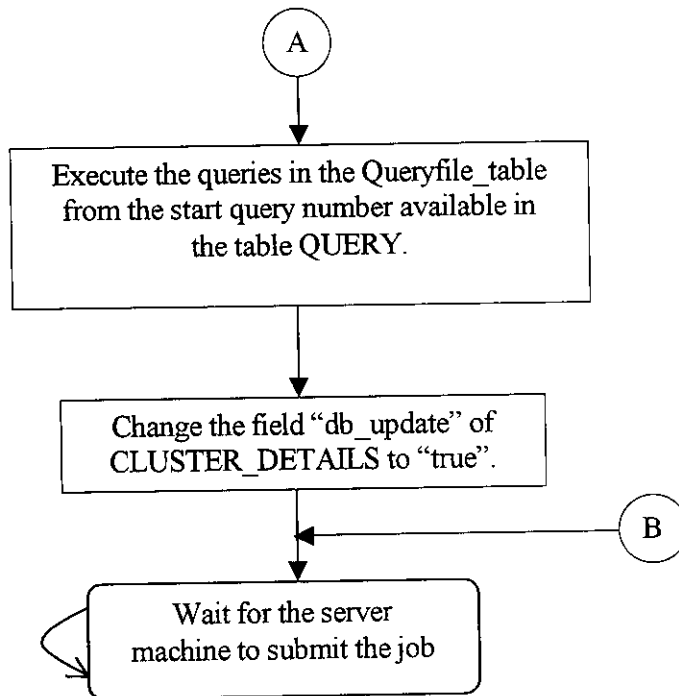 A
Execute the queries in the Queryfile_table
from the start query number available in
the table QUERY.
Change the field “db_update” of
CLUSTER_DETAILS to “true”.
B
Wait for the server
machine to submit the job